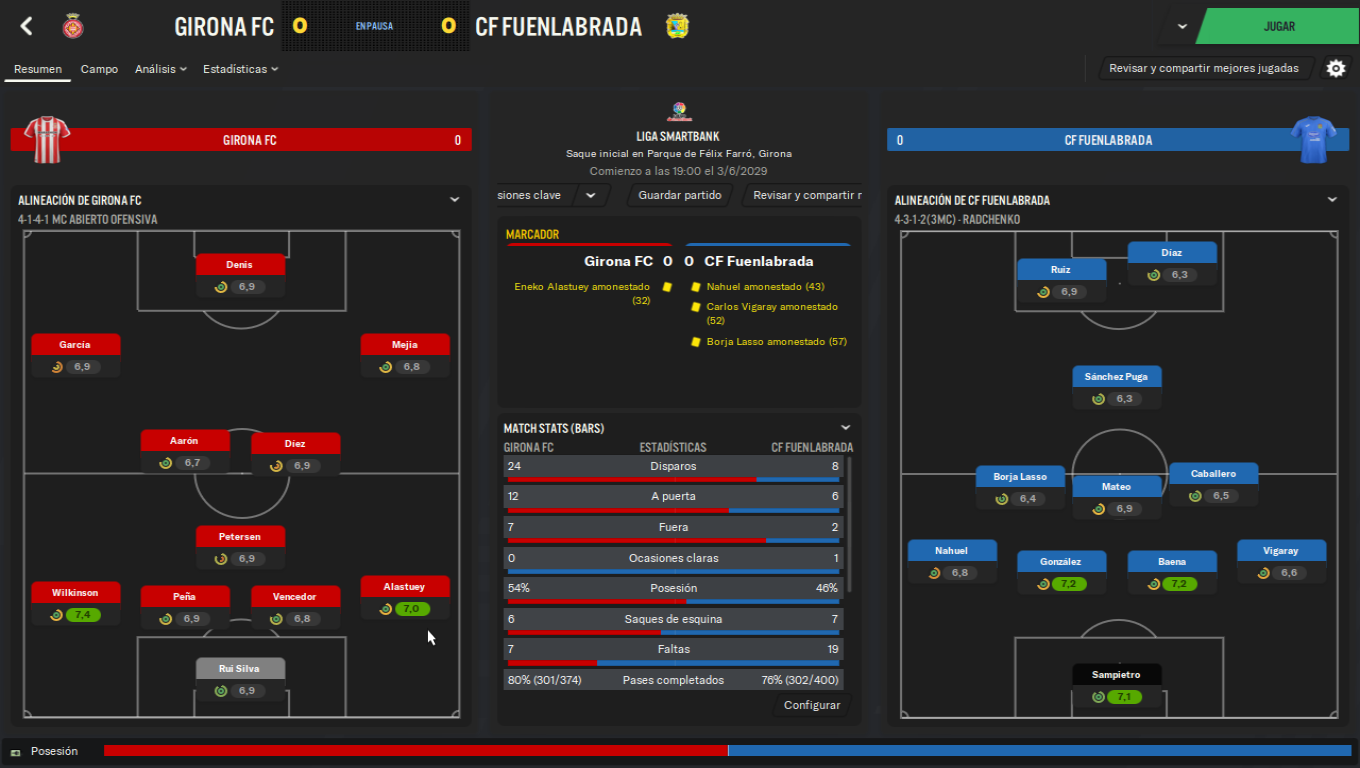 GIRONA FC
0
EN PAUSA
0
CF FUENLABRADA
JUGAR
Resumen
Campo
Análisis
Estadísticas
Revisar y compartir mejores jugadas
GIRONA FC
0
ALINEACIÓN DE GIRONA FC
4-1-4-1 MC ABIERTO OFENSIVA
Denis
6,9
García
6,9
Mejia
6,8
Aarón
6,7
Díez
6,9
Petersen
6,9
Wilkinson
7,4
Peña
6,9
Vencedor
6,8
Alastuey
7,0
Rui Silva
6,9
LIGA SMARTBANK
Saque inicial en Parque de Félix Farró, Girona
Comienzo a las 19:00 el 3/6/2029
siones clave
Guardar partido
Revisar y compartir r
MARCADOR
Girona FC 0 0 CF Fuenlabrada
Eneko Alastuey amonestado
(32)
Nahuel amonestado (43)
Carlos Vigaray amonestado
(52)
Borja Lasso amonestado (57)
MATCH STATS (BARS)
GIRONA FC ESTADÍSTICAS CF FUENLABRADA
24 Disparos 8
12 A puerta 6
7 Fuera 2
0 Ocasiones claras 1
54% Posesión 46%
6 Saques de esquina 7
7 Faltas 19
80% (301/374) Pases completados 76% (302/400)
Configurar
0
CF FUENLABRADA
ALINEACIÓN DE CF FUENLABRADA
4-3-1-2 (3MC) - RADCHENKO
Díaz
6,3
Ruiz
6,9
Sánchez Puga
6,3
Borja Lasso
6,4
Mateo
6,9
Caballero
6,5
Nahuel
6,8
González
7,2
Baena
7,2
Vigaray
6,6
Sampietro
7,1
Posesión